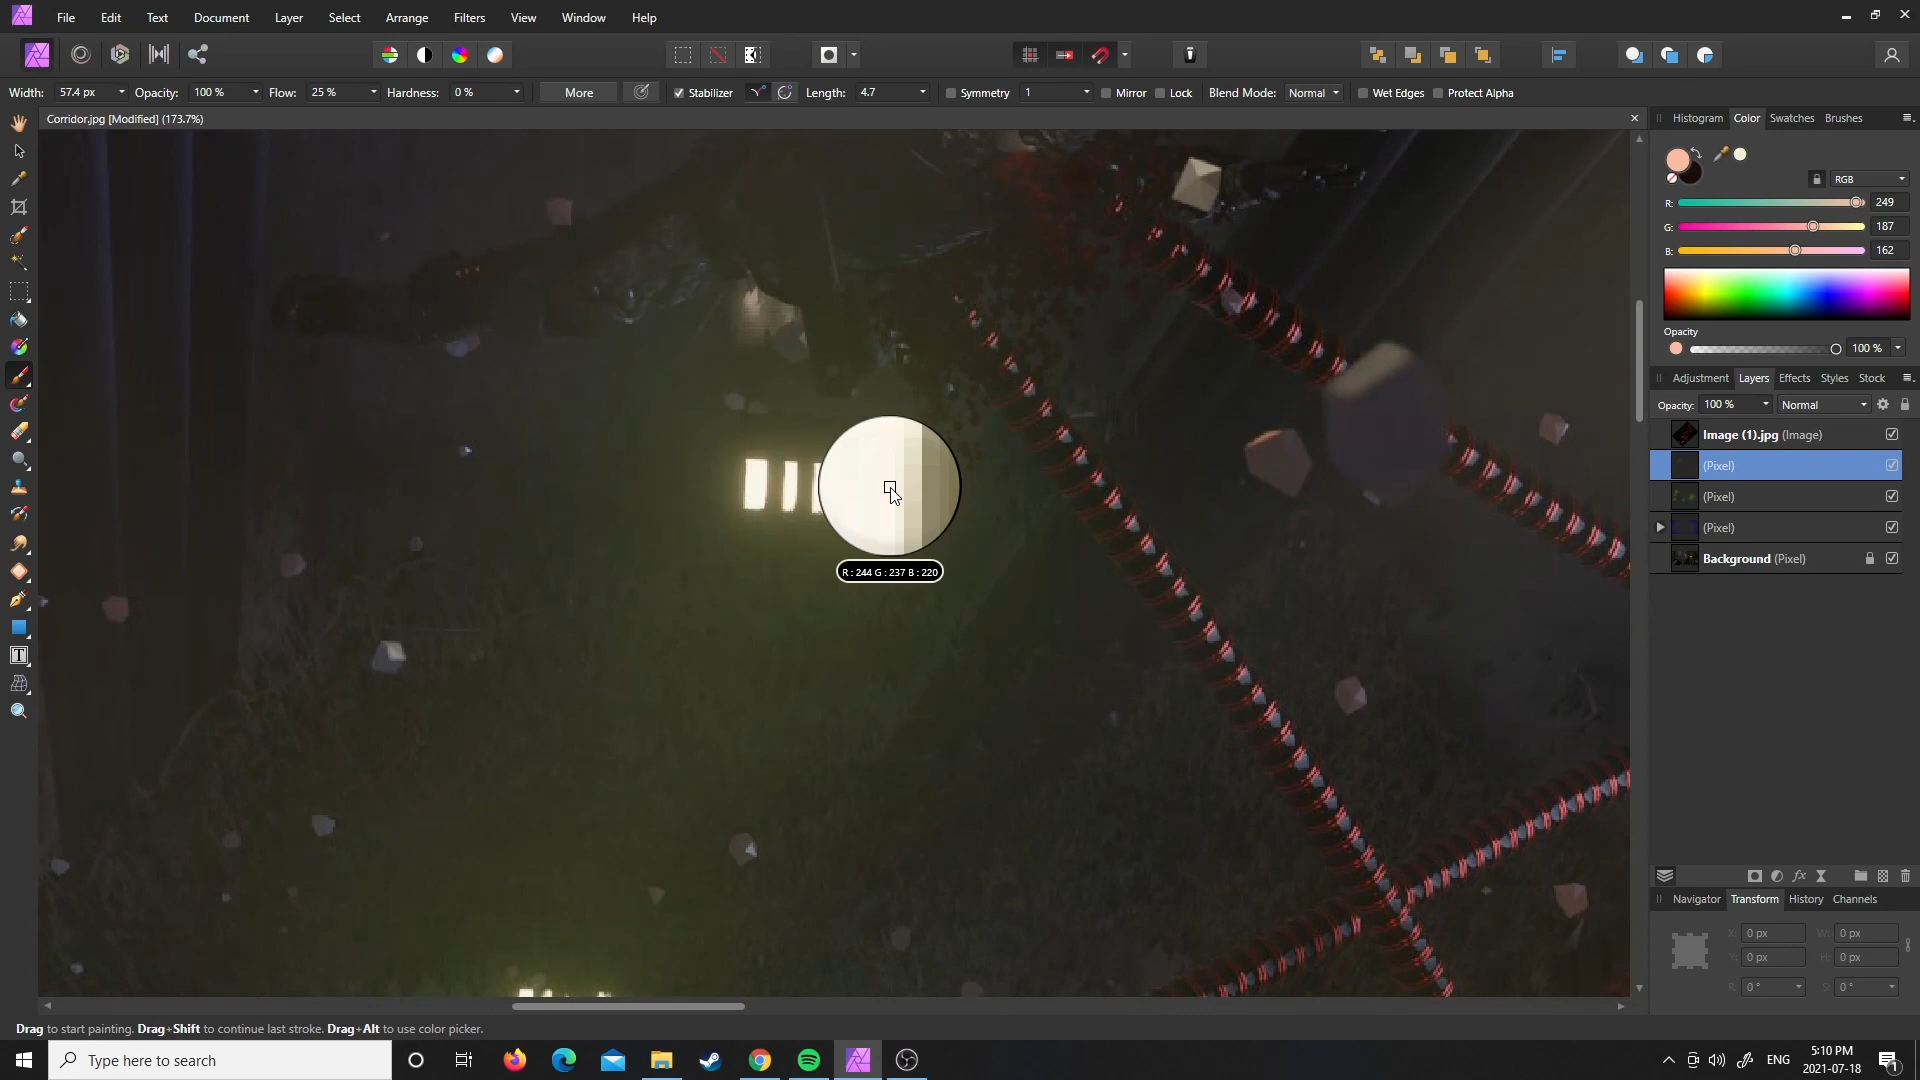 File Edit Text Document Layer Select Arrange Filters View Window Help
Width: 57.4 px Opacity: 100 % Flow: 25 % Hardness: 0 % More Stabilizer Length: 4.7 Symmetry 1 Mirror Lock Blend Mode: Normal Wet Edges Protect Alpha
Corridor.jpg [Modified] (173.7%)
Histogram Color Swatches Brushes
RGB
R: 249
G: 187
B: 162
Opacity
100 %
Adjustment Layers Effects Styles Stock
Opacity: 100 % Normal
Image (1).jpg (Image)
(Pixel)
(Pixel)
(Pixel)
Background (Pixel)
R : 244 G : 237 B : 220
Navigator Transform History Channels
X: 0 px W: 0 px
Y: 0 px H: 0 px
R: 0 ° S: 0 °
Drag to start painting. Drag+Shift to continue last stroke. Drag+Alt to use color picker.
Type here to search
ENG
5:10 PM
2021-07-18
1